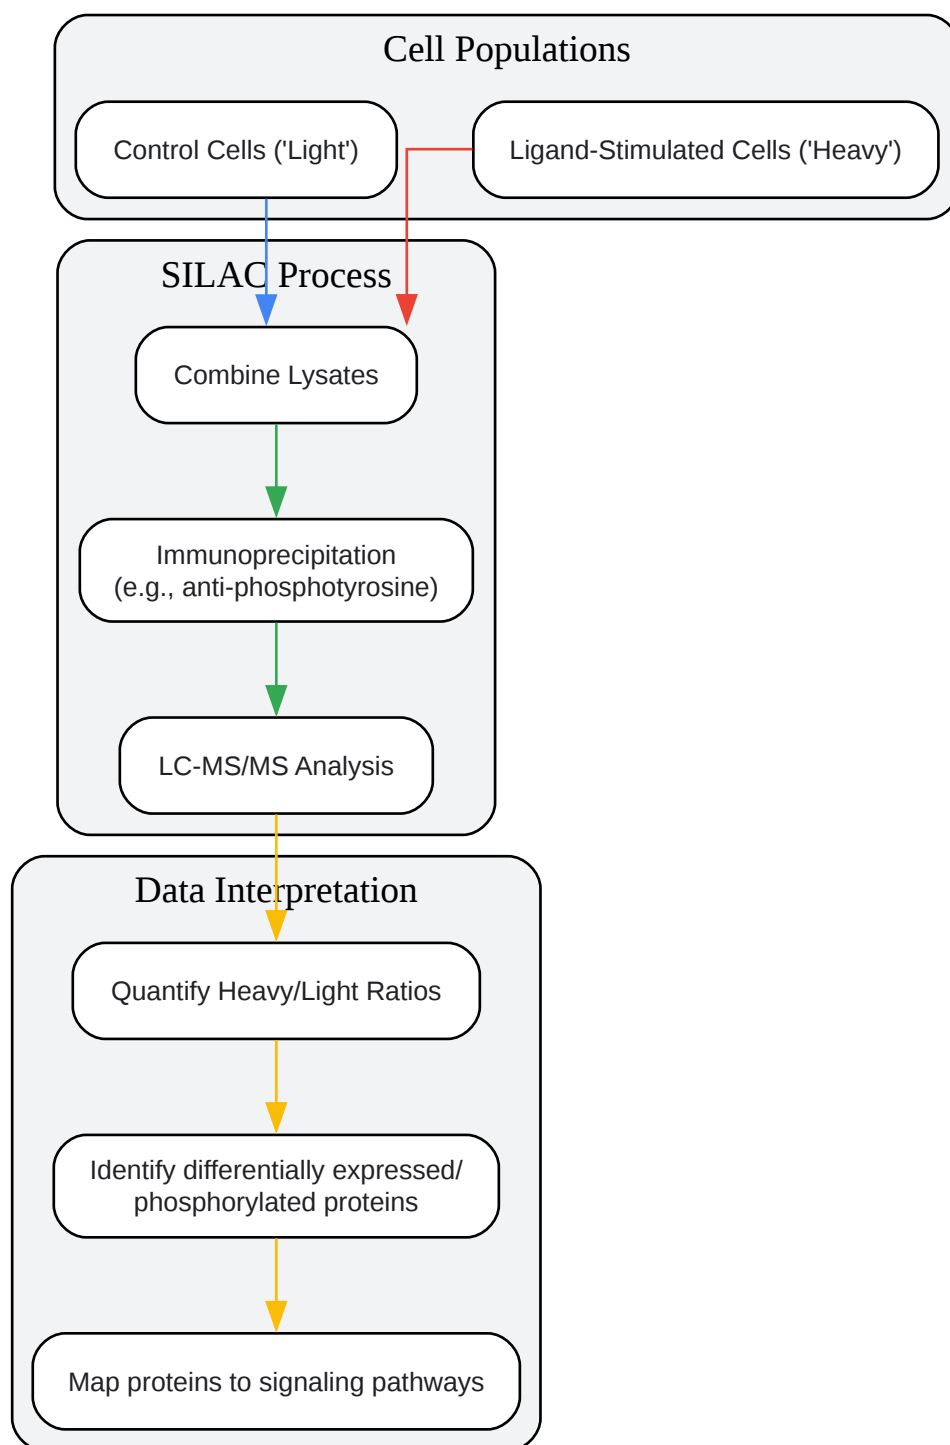 Cell Populations
Control Cells ('Light')
Ligand-Stimulated Cells ('Heavy')
SILAC Process
Combine Lysates
Immunoprecipitation
(e.g., anti-phosphotyrosine)
LC-MS/MS Analysis
Data Interpretation
Quantify Heavy/Light Ratios
Identify differentially expressed/
phosphorylated proteins
Map proteins to signaling pathways